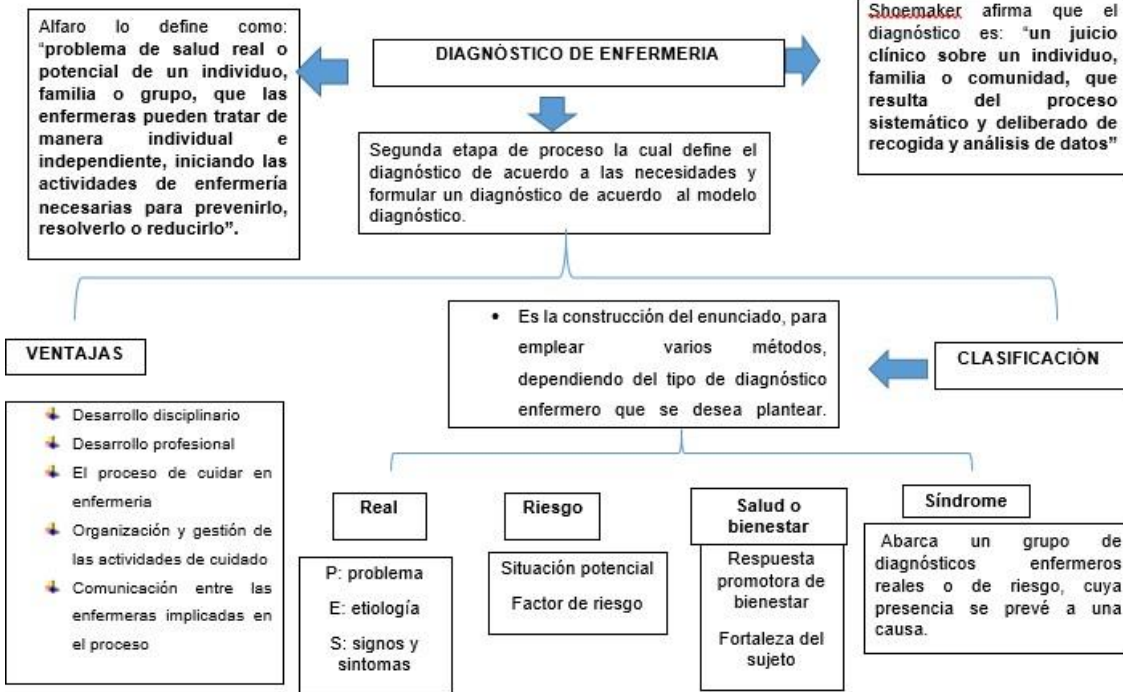 Alfaro lo define como:
"problema de salud real o
potencial de un individuo,
familia o grupo, que las
enfermeras pueden tratar de
manera individual e
independiente, iniciando las
actividades de enfermería
necesarias para prevenirlo,
resolverlo o reducirlo".
DIAGNÓSTICO DE ENFERMERIA
Shoemaker afirma que el
diagnóstico es: "un juicio
clínico sobre un individuo,
familia o comunidad, que
resulta del proceso
sistemático y deliberado de
recogida y análisis de datos"
Segunda etapa de proceso la cual define el
diagnóstico de acuerdo a las necesidades y
formular un diagnóstico de acuerdo al modelo
diagnóstico.
VENTAJAS
• Es la construcción del enunciado, para
emplear varios métodos,
dependiendo del tipo de diagnóstico
enfermero que se desea plantear.
CLASIFICACIÓN
Desarrollo disciplinario
Desarrollo profesional
El proceso de cuidar en
enfermeria
Organización y gestión de
las actividades de cuidado
Comunicación entre las
enfermeras implicadas en
el proceso
Real
P: problema
E: etiología
S: signos y
sintomas
Riesgo
Situación potencial
Factor de riesgo
Salud o
bienestar
Respuesta
promotora de
bienestar
Fortaleza del
sujeto
Síndrome
Abarca un grupo de
diagnósticos enfermeros
reales o de riesgo, cuya
presencia se prevé a una
causa.